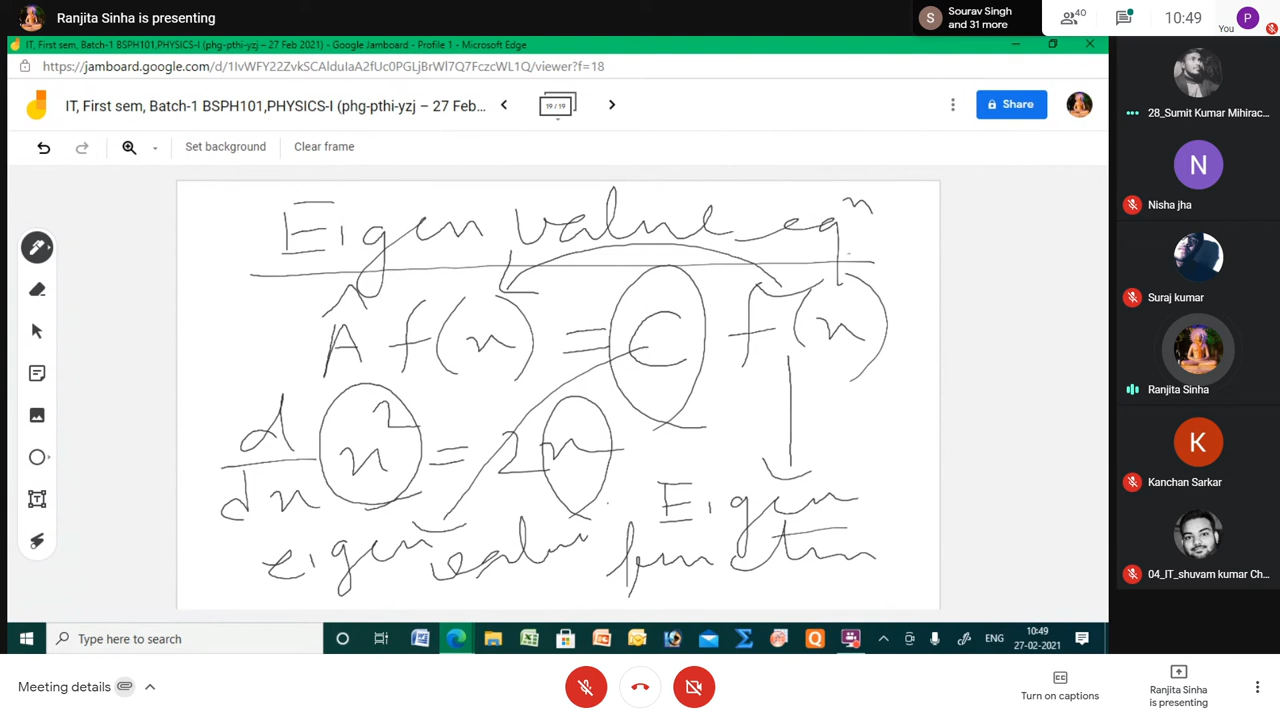 Ranjita Sinha is presenting
Sourav Singh
and 31 more
40
10:49
You
P
S
IT, First sem, Batch-1 BSPH101,PHYSICS-I (phg-pthi-yzj – 27 Feb 2021) - Google Jamboard - Profile 1 - Microsoft Edge
https://jamboard.google.com/d/1IvWFY22ZvkSCAlduIaA2fUc0PGLjBrWl7Q7FczcWL1Q/viewer?f=18
IT, First sem, Batch-1 BSPH101,PHYSICS-I (phg-pthi-yzj – 27 Feb...
19 / 19
Share
Set background
Clear frame
Eigen value eqⁿ
Â f(x) = C f(x)
d/dx x² = 2x
Eigen
eigen value function
28_Sumit Kumar Mihirac...
N
Nisha jha
Suraj kumar
Ranjita Sinha
K
Kanchan Sarkar
04_IT_shuvam kumar Ch...
Type here to search
ENG
10:49
27-02-2021
Meeting details
Turn on captions
Ranjita Sinha
is presenting